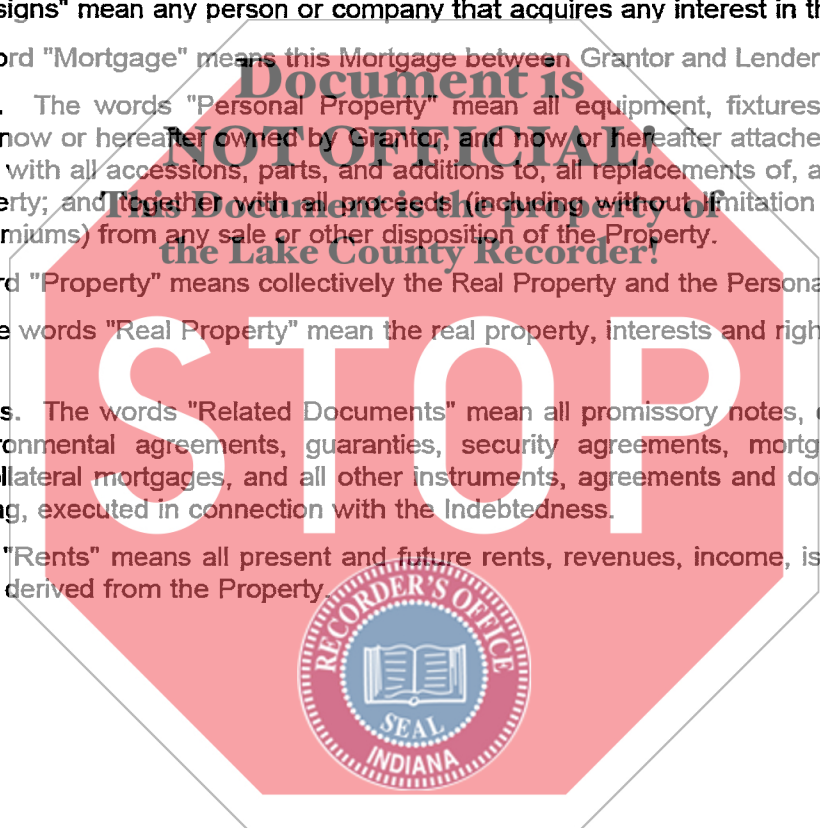 signs" mean any person or company that acquires any interest in th
ord "Mortgage" means this Mortgage between Grantor and Lender
Document is
. The words "Personal Property" mean all equipment, fixtures
now or hereafter owned by Grantor, and now or hereafter attache
NOT OFFICIAL!
with all accessions, parts, and additions to, all replacements of, a
erty; and together with all proceeds (including without limitation
This Document is the property of
miums) from any sale or other disposition of the Property.
the Lake County Recorder!
rd "Property" means collectively the Real Property and the Persona
e words "Real Property" mean the real property, interests and righ
STOP
s. The words "Related Documents" mean all promissory notes,
ronmental agreements, guaranties, security agreements, mortg
llateral mortgages, and all other instruments, agreements and do
ng, executed in connection with the Indebtedness.
"Rents" means all present and future rents, revenues, income, is
derived from the Property.
RECORDER'S OFFICE
SEAL
INDIANA